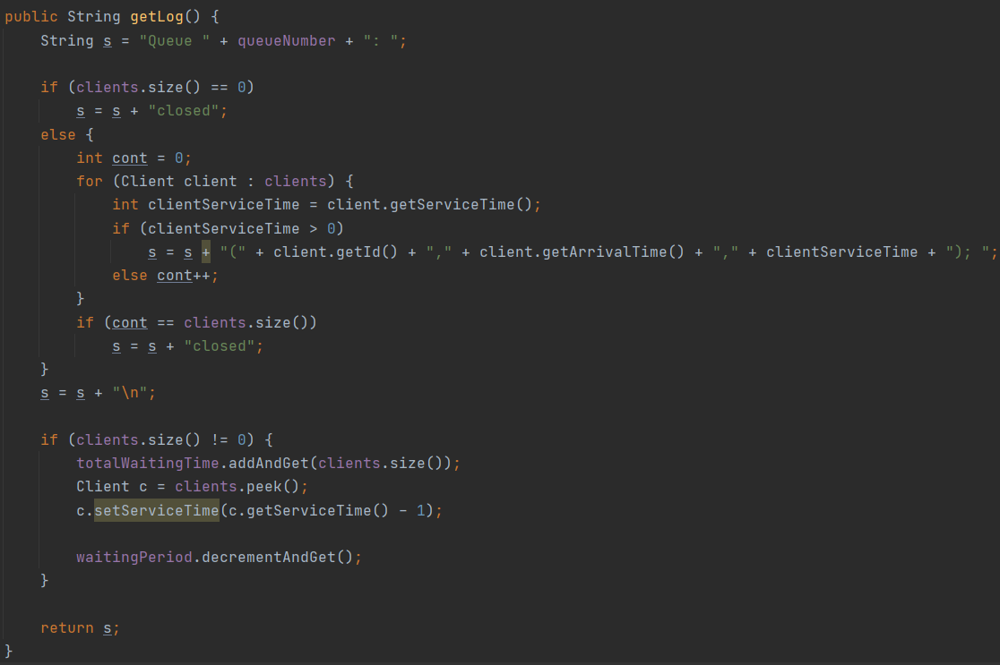 public String getLog() {
    String s = "Queue " + queueNumber + ": ";

    if (clients.size() == 0)
        s = s + "closed";
    else {
        int cont = 0;
        for (Client client : clients) {
            int clientServiceTime = client.getServiceTime();
            if (clientServiceTime > 0)
                s = s + "(" + client.getId() + "," + client.getArrivalTime() + "," + clientServiceTime + "); ";
            else cont++;
        }
        if (cont == clients.size())
            s = s + "closed";
    }
    s = s + "\n";

    if (clients.size() != 0) {
        totalWaitingTime.addAndGet(clients.size());
        Client c = clients.peek();
        c.setServiceTime(c.getServiceTime() - 1);

        waitingPeriod.decrementAndGet();
    }

    return s;
}